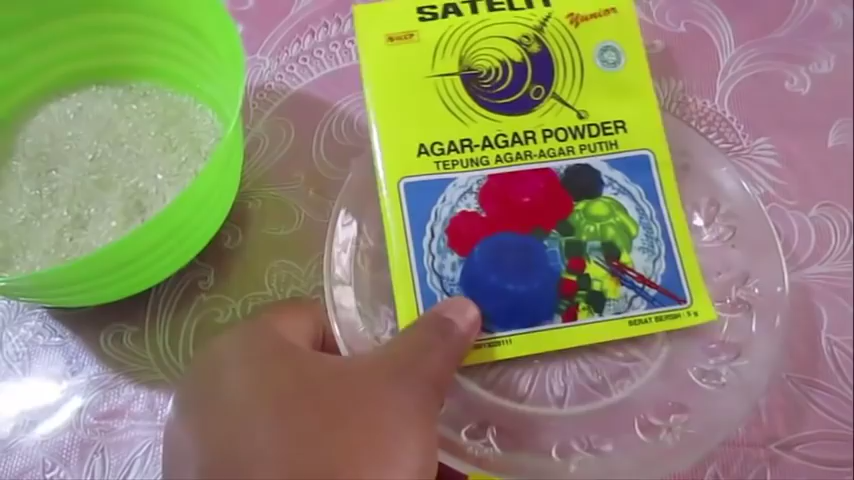 SATELIT
Yunior
AGAR-AGAR POWDER
TEPUNG AGAR-AGAR PUTIH
BERAT BERSIH : 5 g